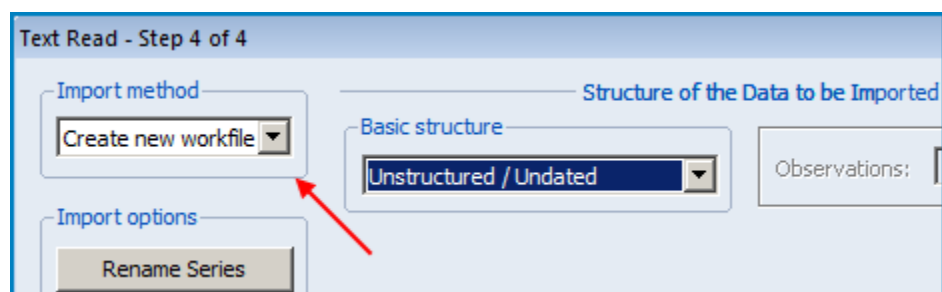 Text Read - Step 4 of 4
Import method
Structure of the Data to be Imported
Create new workfile
Basic structure
Unstructured / Undated
Observations:
Import options
Rename Series